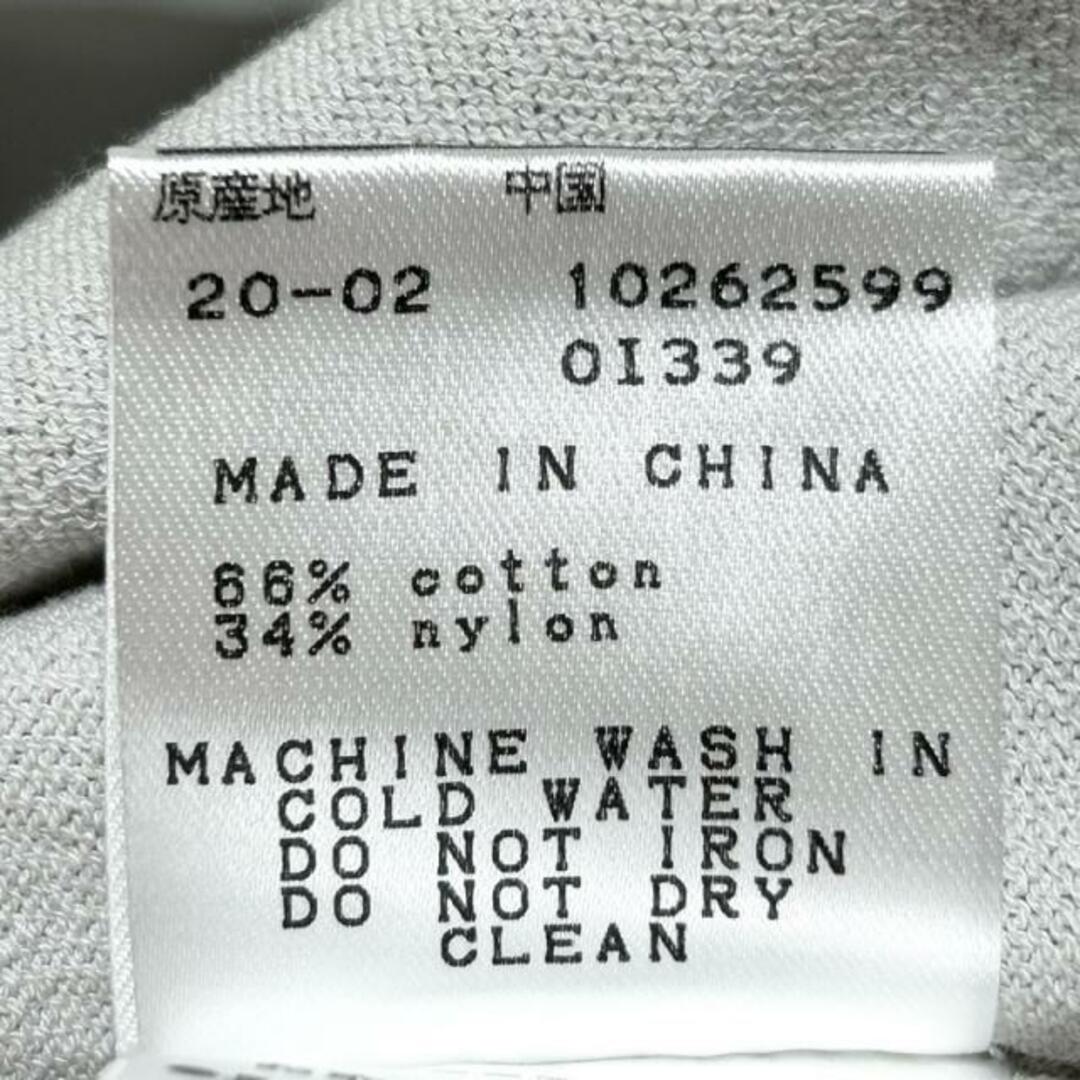 原産地 中国
20-02 10262599
OI339
MADE IN CHINA
66% cotton
34% nylon
MACHINE WASH IN
COLD WATER
DO NOT IRON
DO NOT DRY
CLEAN